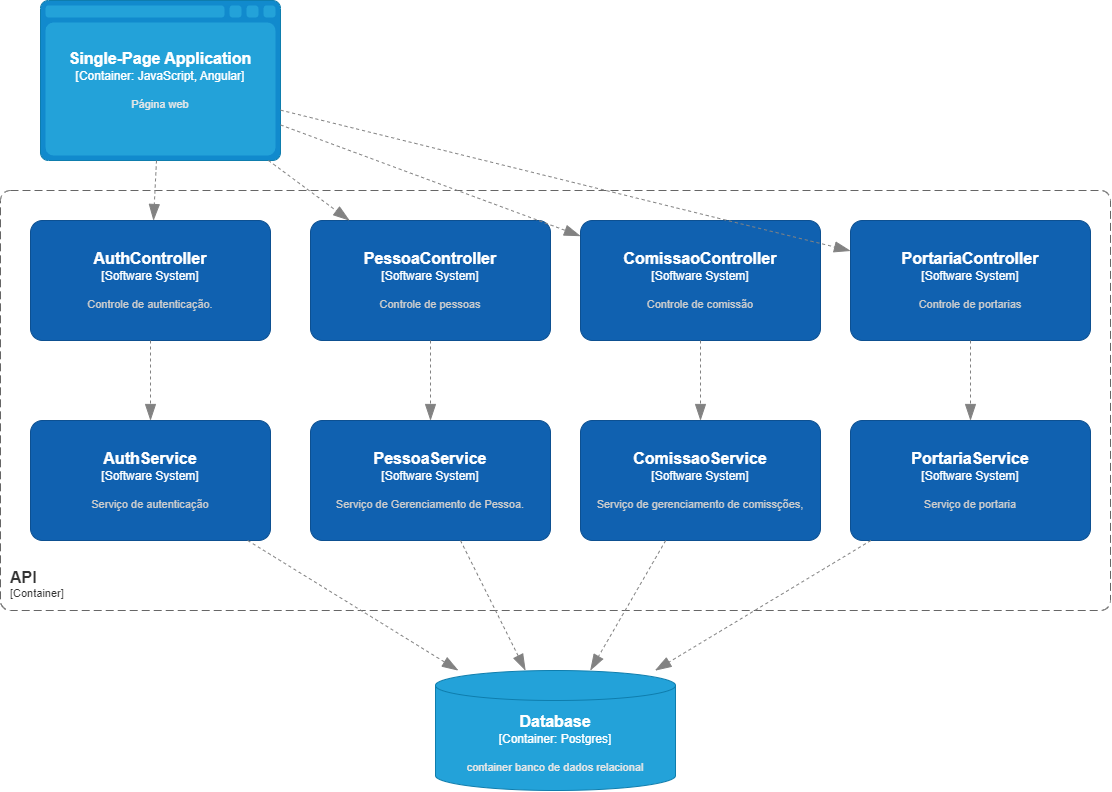 Single-Page Application
[Container: JavaScript, Angular]
Página web
AuthController
[Software System]
Controle de autenticação.
PessoaController
[Software System]
Controle de pessoas
ComissaoController
[Software System]
Controle de comissão
PortariaController
[Software System]
Controle de portarias
AuthService
[Software System]
Serviço de autenticação
PessoaService
[Software System]
Serviço de Gerenciamento de Pessoa.
ComissaoService
[Software System]
Serviço de gerenciamento de comissções,
PortariaService
[Software System]
Serviço de portaria
API
[Container]
Database
[Container: Postgres]
container banco de dados relacional